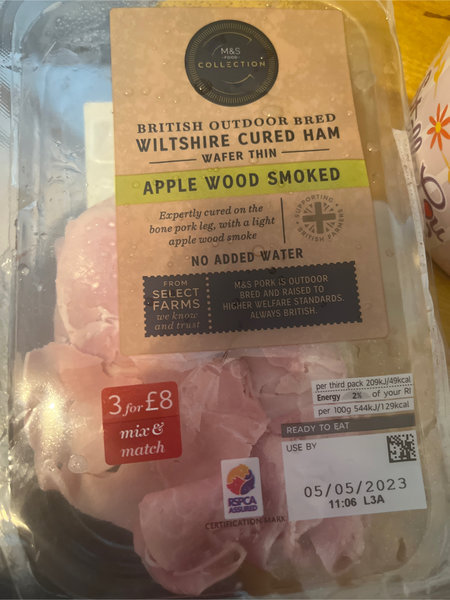 M&S
FOOD
COLLECTION
BRITISH OUTDOOR BRED
WILTSHIRE CURED HAM
WAFER THIN
APPLE WOOD SMOKED
Expertly cured on the
bone pork leg, with a light
apple wood smoke
SUPPORTING
BRITISH FARMERS
NO ADDED WATER
FROM
SELECT
FARMS
we know
and trust
M&S PORK IS OUTDOOR
BRED AND RAISED TO
HIGHER WELFARE STANDARDS.
ALWAYS BRITISH.
3 for £8
mix &
match
per third pack 209kJ/49kcal
Energy 2% of your RI
per 100g 544kJ/129kcal
READY TO EAT
USE BY
05/05/2023
11:06 L3A
RSPCA
ASSURED
CERTIFICATION MARK